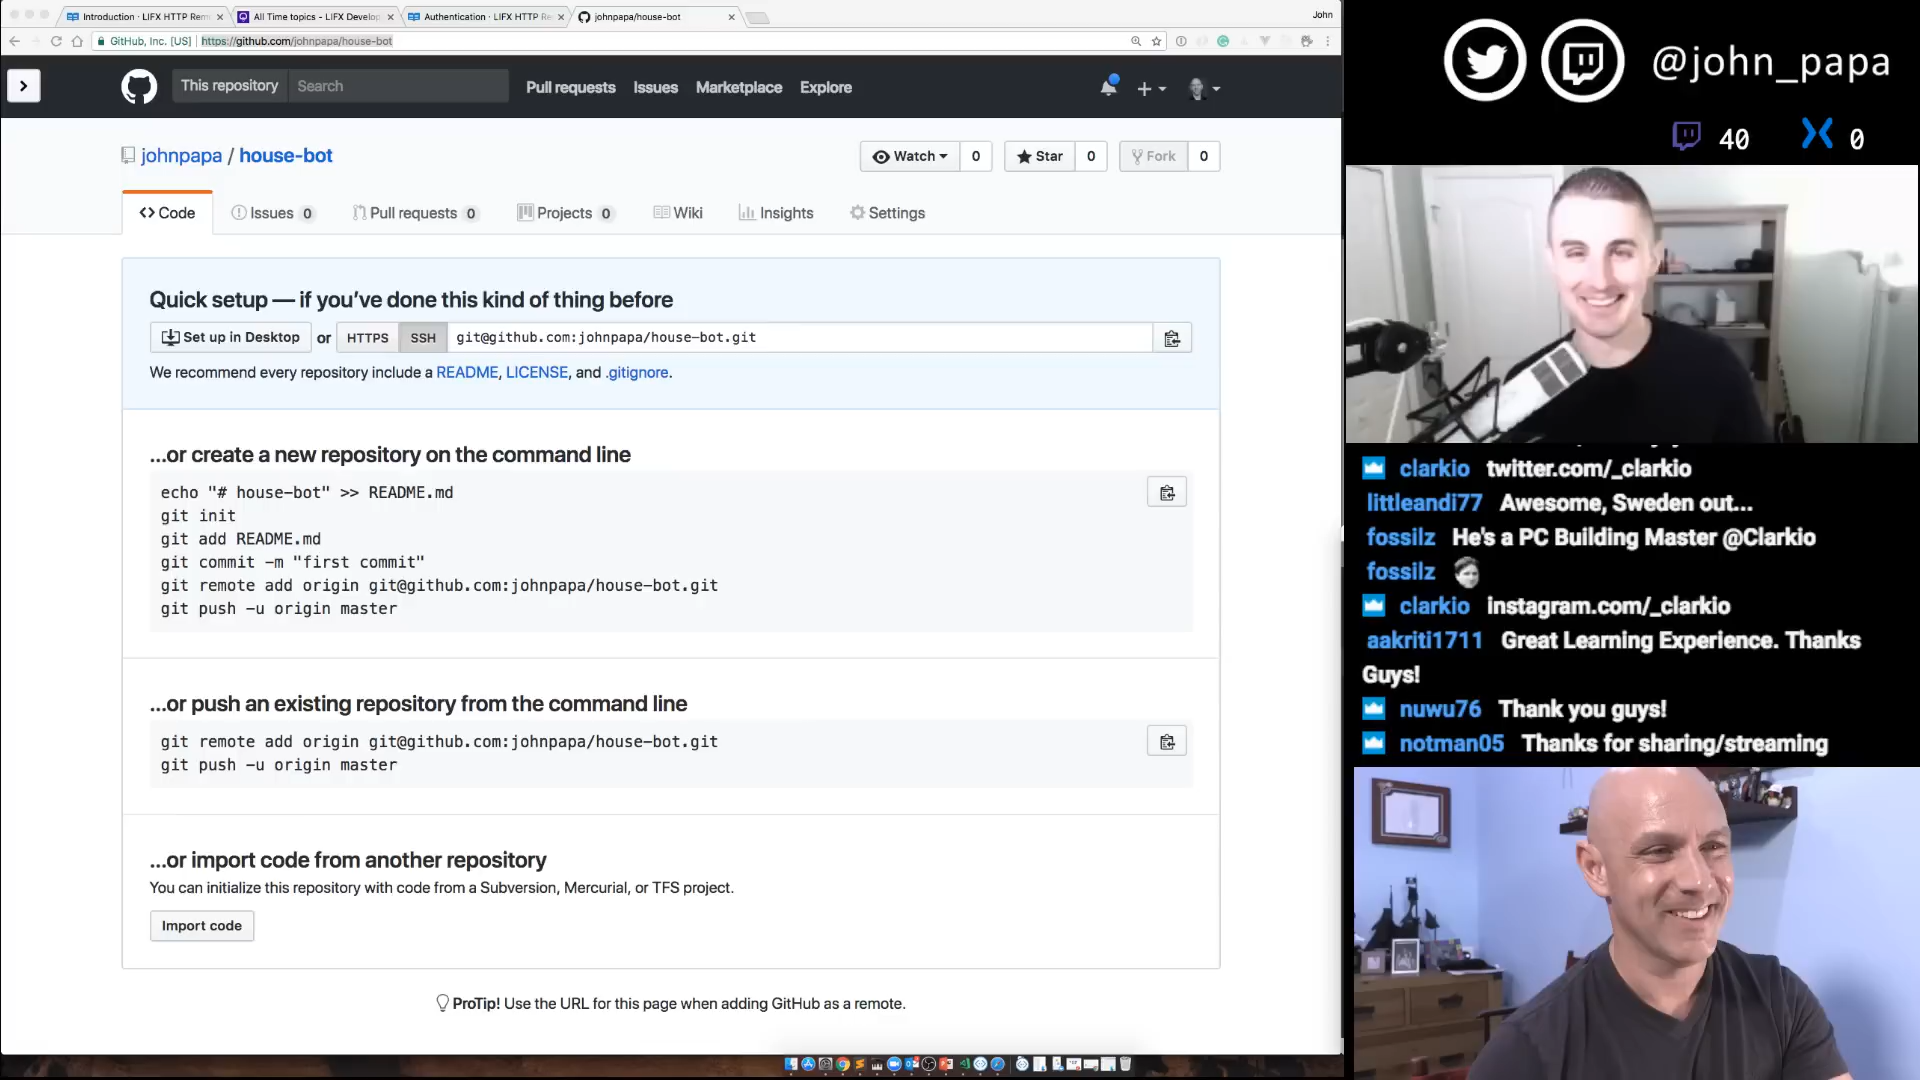 Introduction · LIFX HTTP Rem
All Time topics - LIFX Develop
Authentication · LIFX HTTP Re
johnpapa/house-bot
John
GitHub, Inc. [US]
https://github.com/johnpapa/house-bot
This repository
Search
Pull requests
Issues
Marketplace
Explore
johnpapa / house-bot
Watch
0
Star
0
Fork
0
<> Code
Issues 0
Pull requests 0
Projects 0
Wiki
Insights
Settings
Quick setup — if you've done this kind of thing before
Set up in Desktop
or
HTTPS
SSH
git@github.com:johnpapa/house-bot.git
We recommend every repository include a README, LICENSE, and .gitignore.
…or create a new repository on the command line
echo "# house-bot" >> README.md
git init
git add README.md
git commit -m "first commit"
git remote add origin git@github.com:johnpapa/house-bot.git
git push -u origin master
…or push an existing repository from the command line
git remote add origin git@github.com:johnpapa/house-bot.git
git push -u origin master
…or import code from another repository
You can initialize this repository with code from a Subversion, Mercurial, or TFS project.
Import code
ProTip! Use the URL for this page when adding GitHub as a remote.
@john_papa
40
0
clarkio twitter.com/_clarkio
littleandi77 Awesome, Sweden out...
fossilz He's a PC Building Master @Clarkio
fossilz
clarkio instagram.com/_clarkio
aakriti1711 Great Learning Experience. Thanks
Guys!
nuwu76 Thank you guys!
notman05 Thanks for sharing/streaming